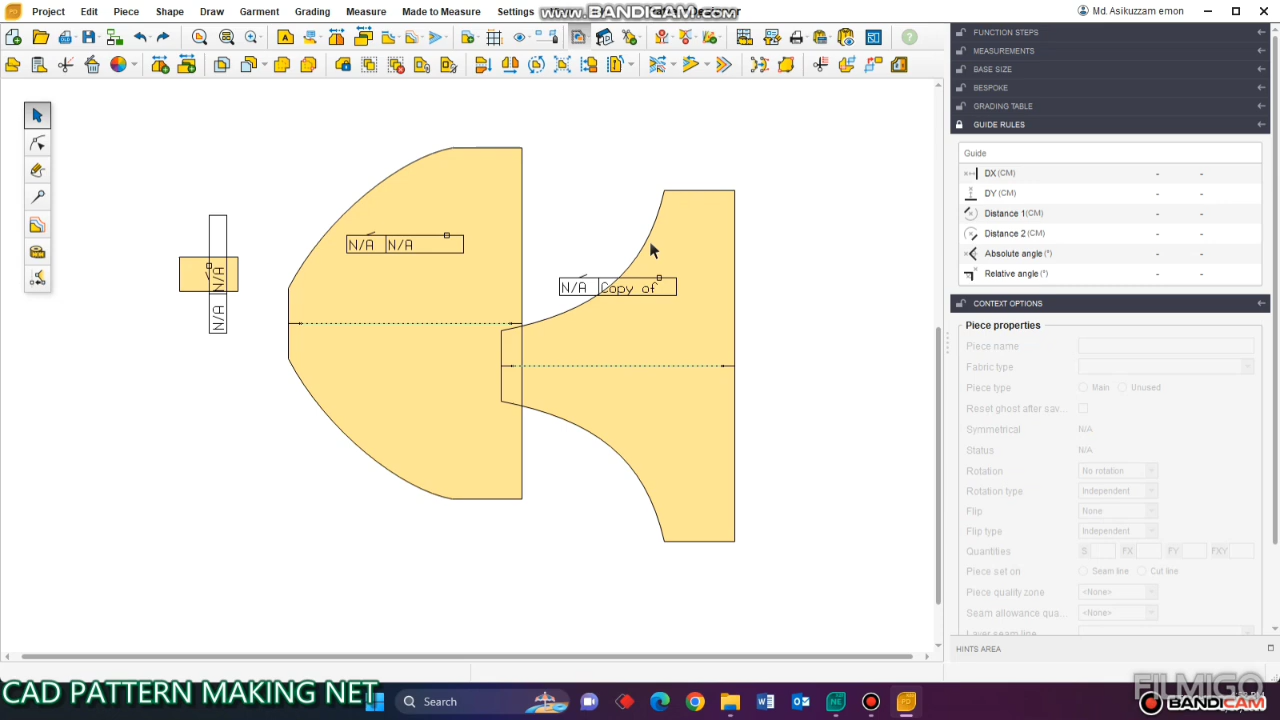 Project Edit Piece Shape Draw Garment Grading Measure Made to Measure Settings
www.BANDICAM.com
Md. Asikuzzam emon
FUNCTION STEPS
MEASUREMENTS
BASE SIZE
BESPOKE
GRADING TABLE
GUIDE RULES
Guide
DX (CM) - -
DY (CM) - -
Distance 1(CM) - -
Distance 2 (CM) - -
Absolute angle (°) - -
Relative angle (°) - -
CONTEXT OPTIONS
Piece properties
Piece name
Fabric type
Piece type Main Unused
Reset ghost after sav...
Symmetrical N/A
Status N/A
Rotation No rotation
Rotation type Independent
Flip None
Flip type Independent
Quantities S FX FY FXY
Piece set on Seam line Cut line
Piece quality zone <None>
Seam allowance qua... <None>
Layer seam line
HINTS AREA
N/A N/A
N/A N/A
N/A Copy of
CAD PATTERN MAKING NET
Search
FILMIGO
BANDICAM